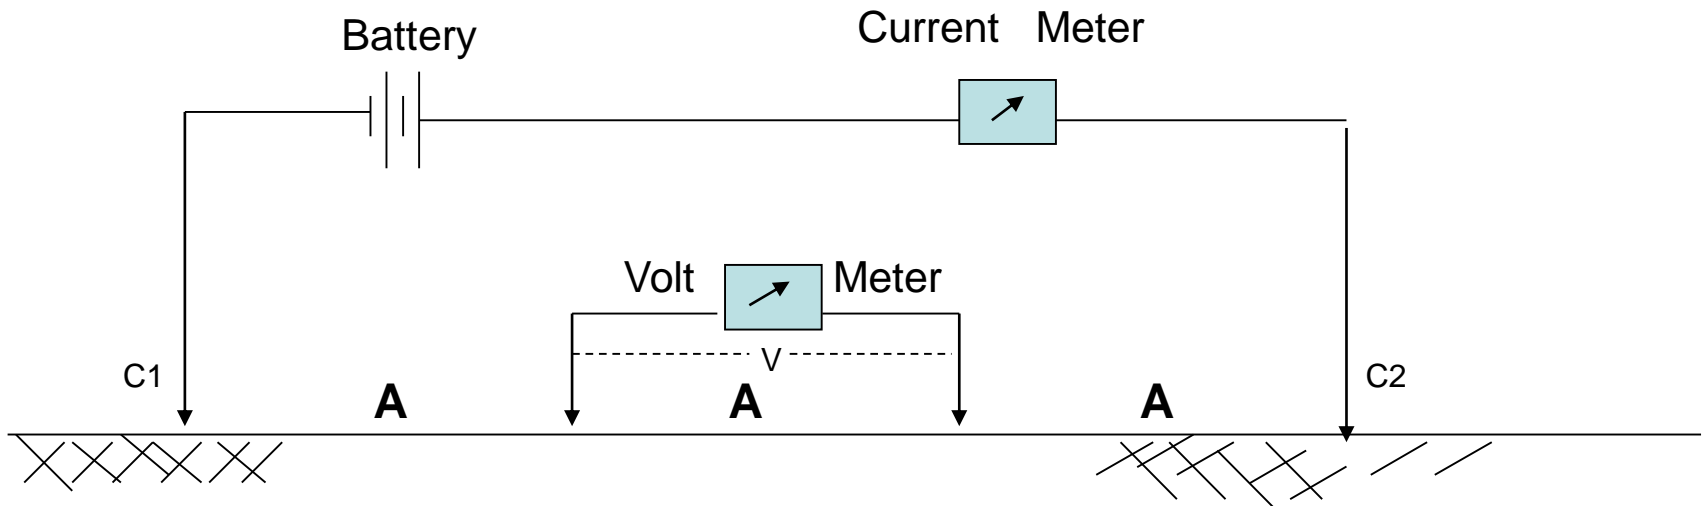 Battery
Current Meter
Volt Meter
V
C1
C2
A A A